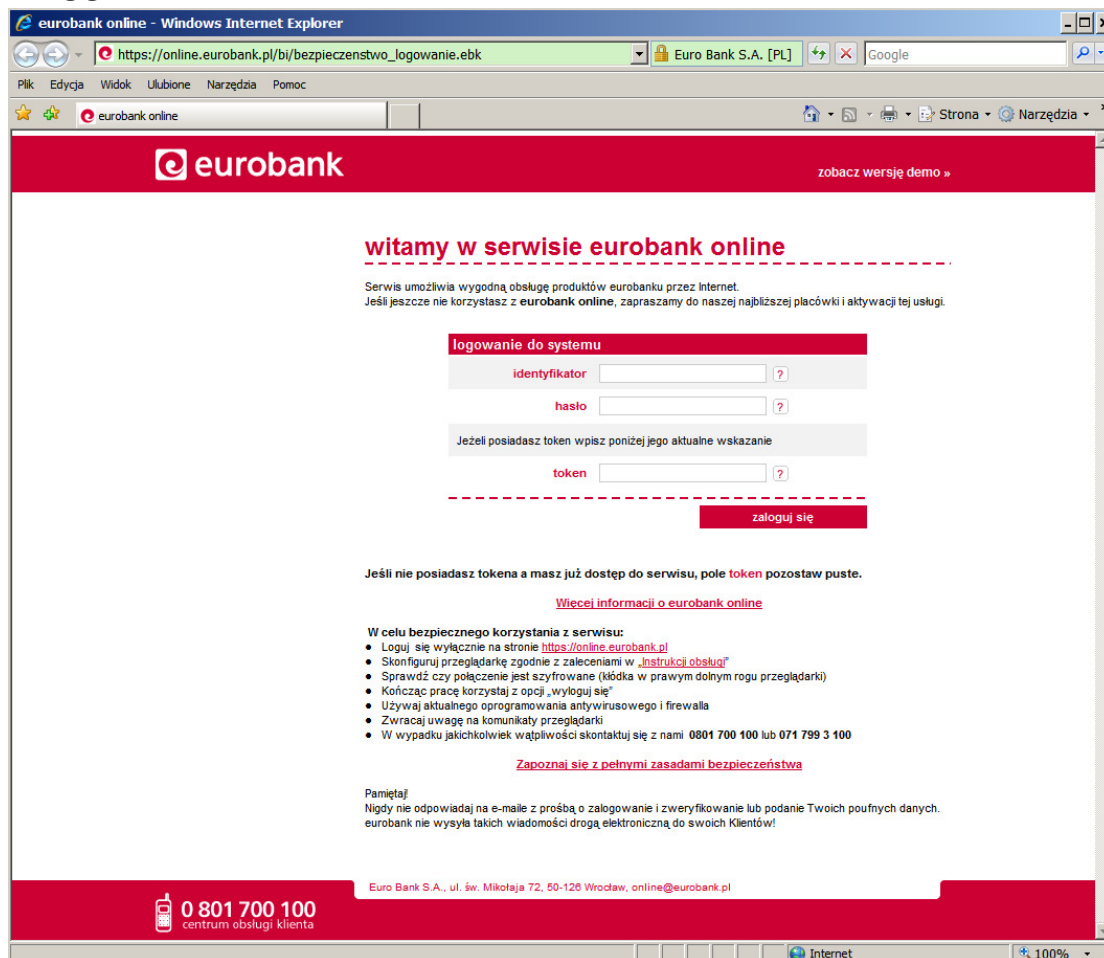 eurobank online - Windows Internet Explorer
https://online.eurobank.pl/bi/bezpieczenstwo_logowanie.ebk
Euro Bank S.A. [PL]
Google
Plik Edycja Widok Ulubione Narzędzia Pomoc
eurobank online
Strona
Narzędzia
eurobank
zobacz wersję demo »
witamy w serwisie eurobank online
Serwis umożliwia wygodną obsługę produktów eurobanku przez Internet.
Jeśli jeszcze nie korzystasz z eurobank online, zapraszamy do naszej najbliższej placówki i aktywacji tej usługi.
logowanie do systemu
identyfikator ?
hasło ?
Jeżeli posiadasz token wpisz poniżej jego aktualne wskazanie
token ?
zaloguj się
Jeśli nie posiadasz tokena a masz już dostęp do serwisu, pole token pozostaw puste.
Więcej informacji o eurobank online
W celu bezpiecznego korzystania z serwisu:
● Loguj się wyłącznie na stronie https://online.eurobank.pl
● Skonfiguruj przeglądarkę zgodnie z zaleceniami w „Instrukcji obsługi”
● Sprawdź czy połączenie jest szyfrowane (kłódka w prawym dolnym rogu przeglądarki)
● Kończąc pracę korzystaj z opcji „wyloguj się”
● Używaj aktualnego oprogramowania antywirusowego i firewalla
● Zwracaj uwagę na komunikaty przeglądarki
● W wypadku jakichkolwiek wątpliwości skontaktuj się z nami 0801 700 100 lub 071 799 3 100
Zapoznaj się z pełnymi zasadami bezpieczeństwa
Pamiętaj!
Nigdy nie odpowiadaj na e-maile z prośbą o zalogowanie i zweryfikowanie lub podanie Twoich poufnych danych.
eurobank nie wysyła takich wiadomości drogą elektroniczną do swoich Klientów!
Euro Bank S.A., ul. św. Mikołaja 72, 50-126 Wrocław, online@eurobank.pl
0 801 700 100
centrum obsługi klienta
Internet
100%